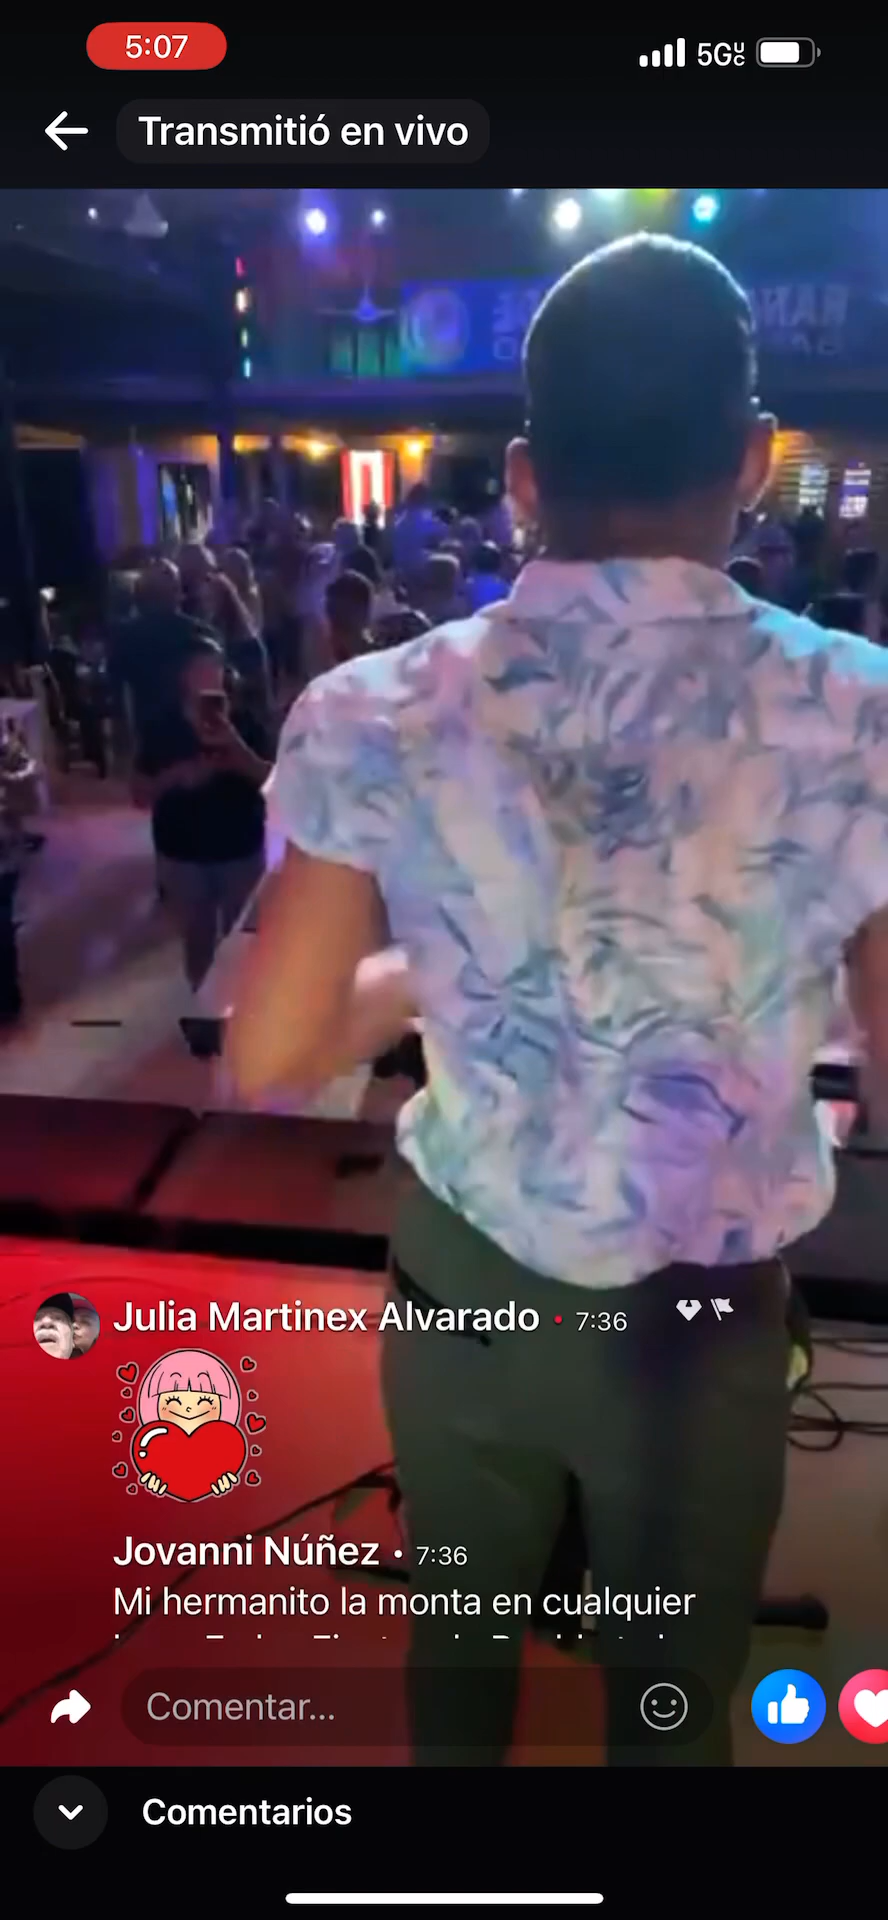 5:07
5G
Transmitió en vivo
Julia Martinex Alvarado • 7:36
Jovanni Núñez • 7:36
Mi hermanito la monta en cualquier
Comentar...
Comentarios